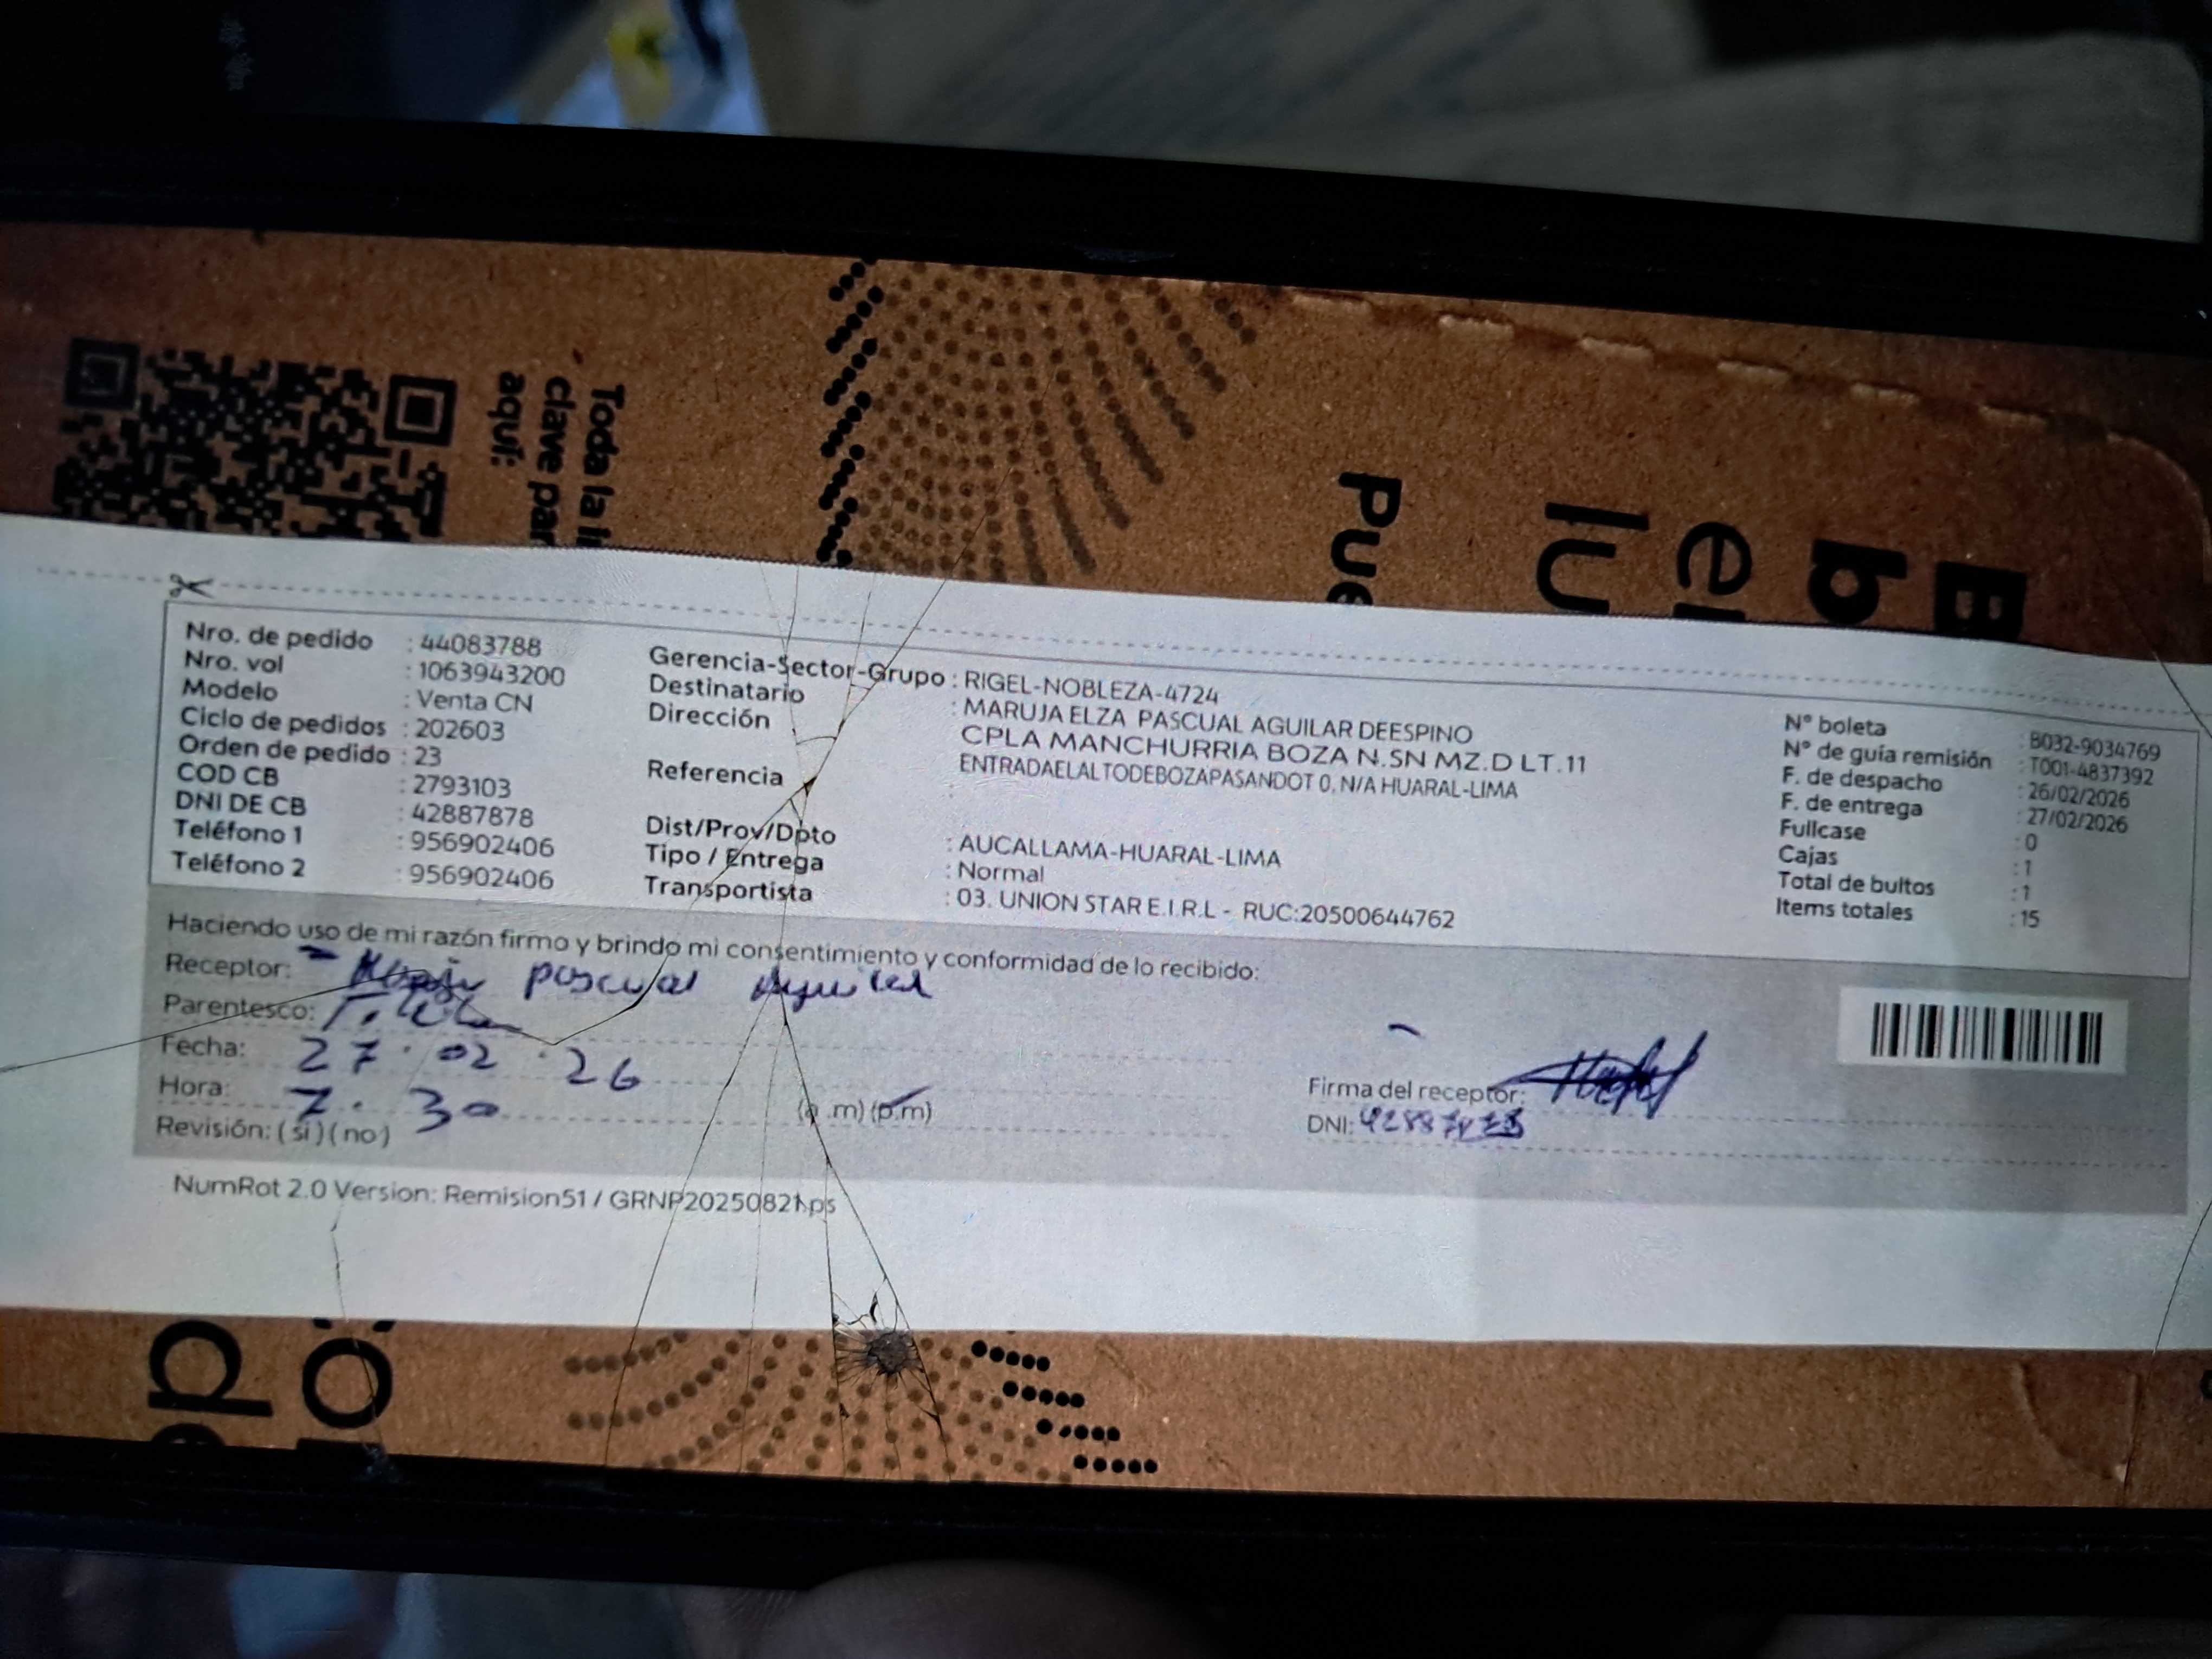 Toda la
clave par
aquí:
Pue
Nro. de pedido : 44083788
Nro. vol : 1063943200
Modelo : Venta CN
Ciclo de pedidos : 202603
Orden de pedido : 23
COD CB : 2793103
DNI DE CB : 42887878
Teléfono 1 : 956902406
Teléfono 2 : 956902406
Gerencia-Sector-Grupo : RIGEL-NOBLEZA-4724
Destinatario : MARUJA ELZA PASCUAL AGUILAR DEESPINO
Dirección CPLA MANCHURRIA BOZA N.SN MZ.D LT.11
ENTRADAELALTODEBOZAPASANDOT 0, N/A HUARAL-LIMA
Referencia :
Dist/Prov/Dpto : AUCALLAMA-HUARAL-LIMA
Tipo / Entrega : Normal
Transportista : 03. UNION STAR E.I.R.L - RUC:20500644762
N° boleta : B032-9034769
N° de guía remisión : T001-4837392
F. de despacho : 26/02/2026
F. de entrega : 27/02/2026
Fullcase : 0
Cajas : 1
Total de bultos : 1
Items totales : 15
Haciendo uso de mi razón firmo y brindo mi consentimiento y conformidad de lo recibido:
Receptor: pascual Aguilar
Parentesco:
Fecha: 27.02.26
Hora: 7.30 (a.m) (p.m)
Revisión: (si) (no)
Firma del receptor:
DNI:
NumRot 2.0 Version: Remision51 / GRNP20250821.ps